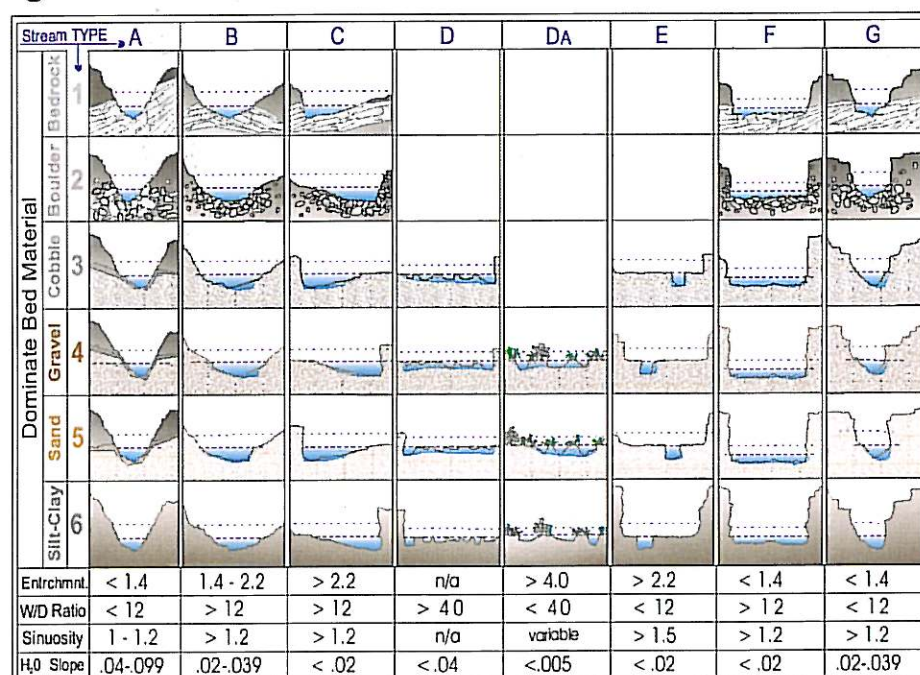 Stream TYPE A B C D DA E F G
Dominate Bed Material
Bedrock 1
Boulder 2
Cobble 3
Gravel 4
Sand 5
Silt-Clay 6
Entrchmnt. < 1.4 1.4 - 2.2 > 2.2 n/a > 4.0 > 2.2 < 1.4 < 1.4
W/D Ratio < 12 > 12 > 12 > 40 < 40 < 12 > 12 < 12
Sinuosity 1 - 1.2 > 1.2 > 1.2 n/a variable > 1.5 > 1.2 > 1.2
H₂0 Slope .04-.099 .02-.039 < .02 <.04 <.005 < .02 < .02 .02-.039